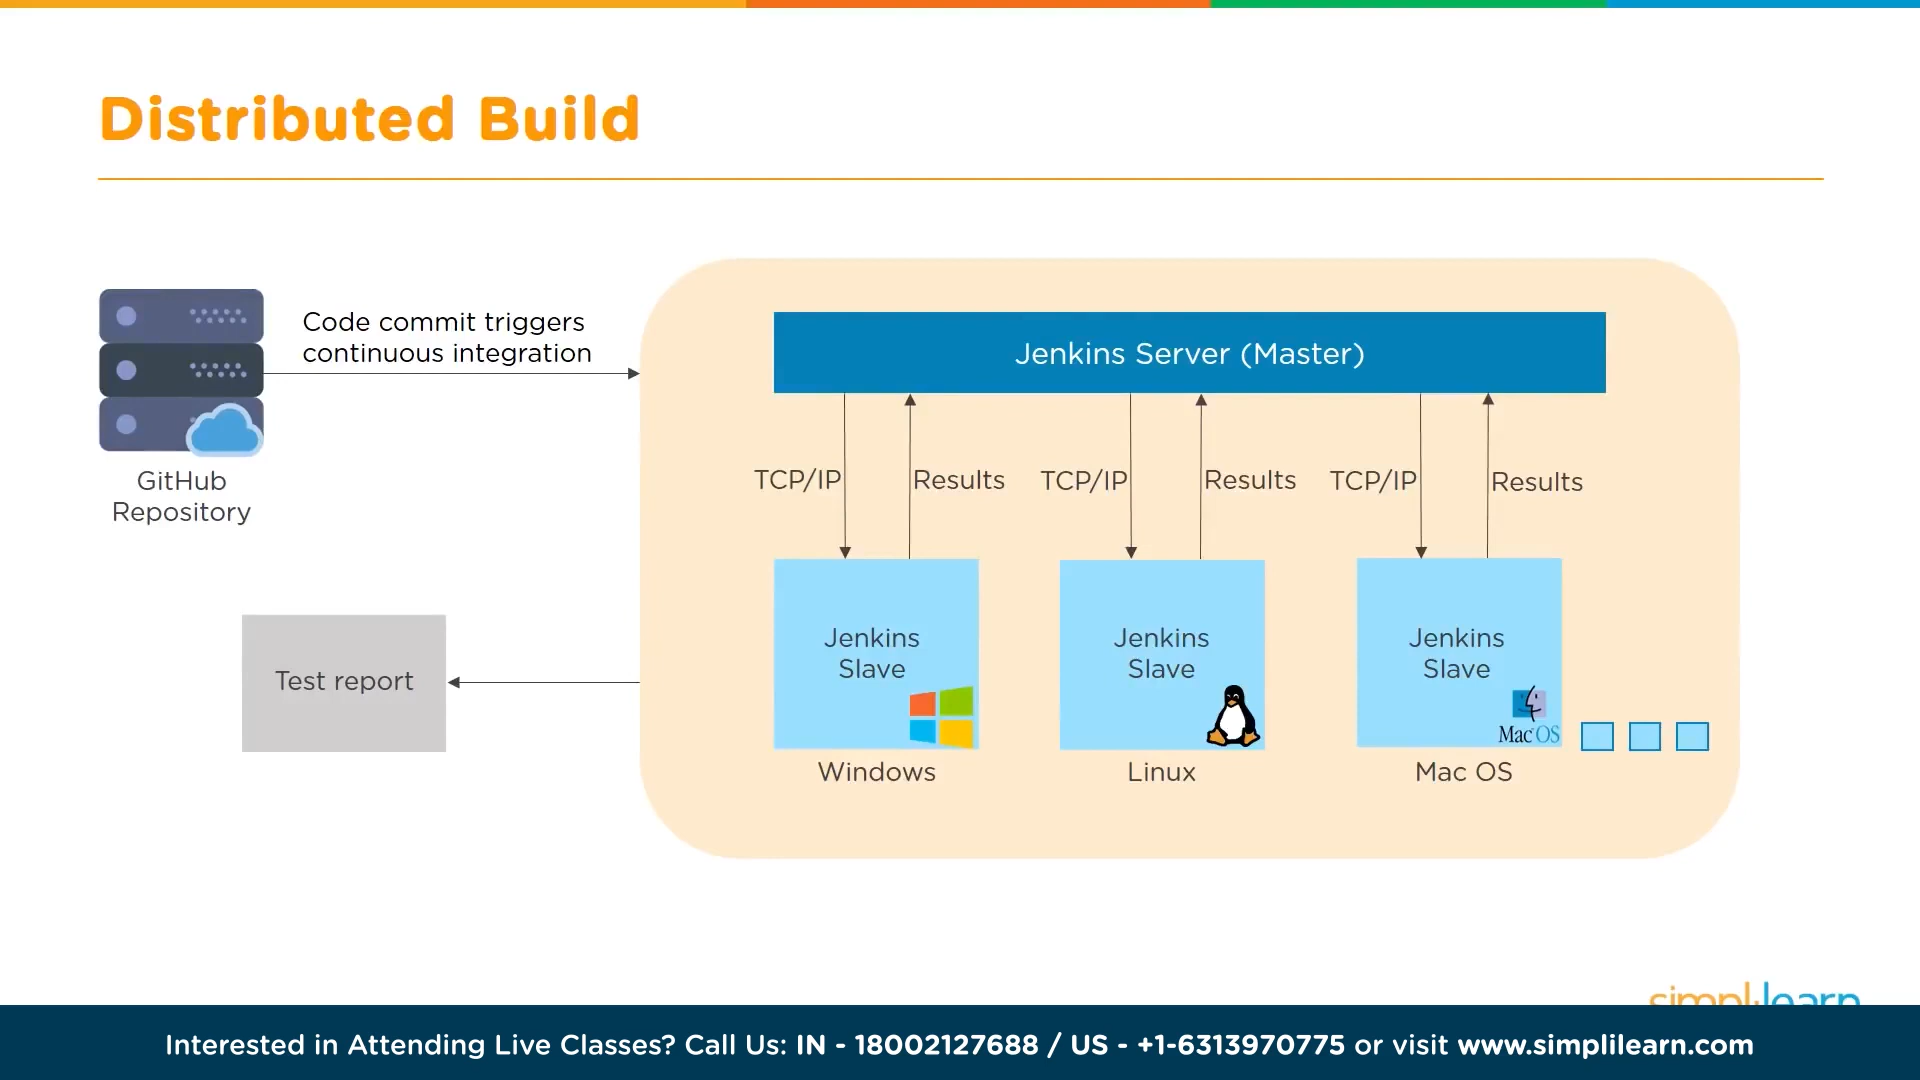 Distributed Build
Code commit triggers
continuous integration
GitHub
Repository
Test report
Jenkins Server (Master)
TCP/IP
Results
TCP/IP
Results
TCP/IP
Results
Jenkins
Slave
Windows
Jenkins
Slave
Linux
Jenkins
Slave
Mac OS
Mac OS
simplilearn
Interested in Attending Live Classes? Call Us: IN - 18002127688 / US - +1-6313970775 or visit www.simplilearn.com